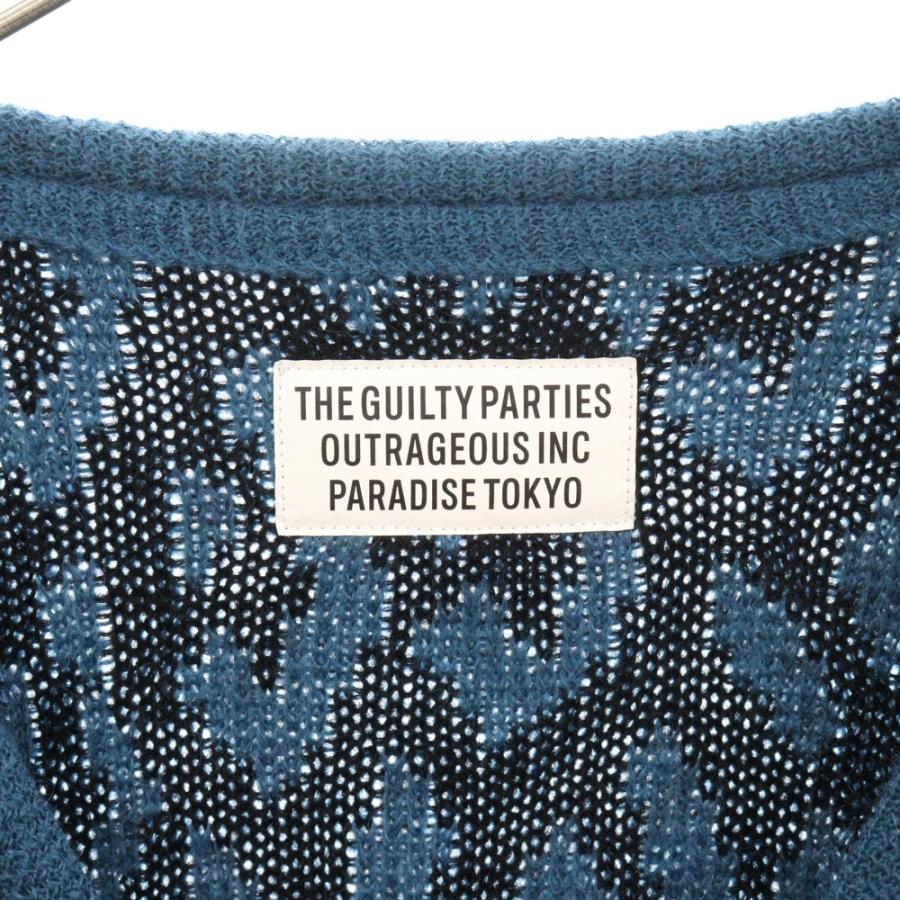 THE GUILTY PARTIES
OUTRAGEOUS INC
PARADISE TOKYO